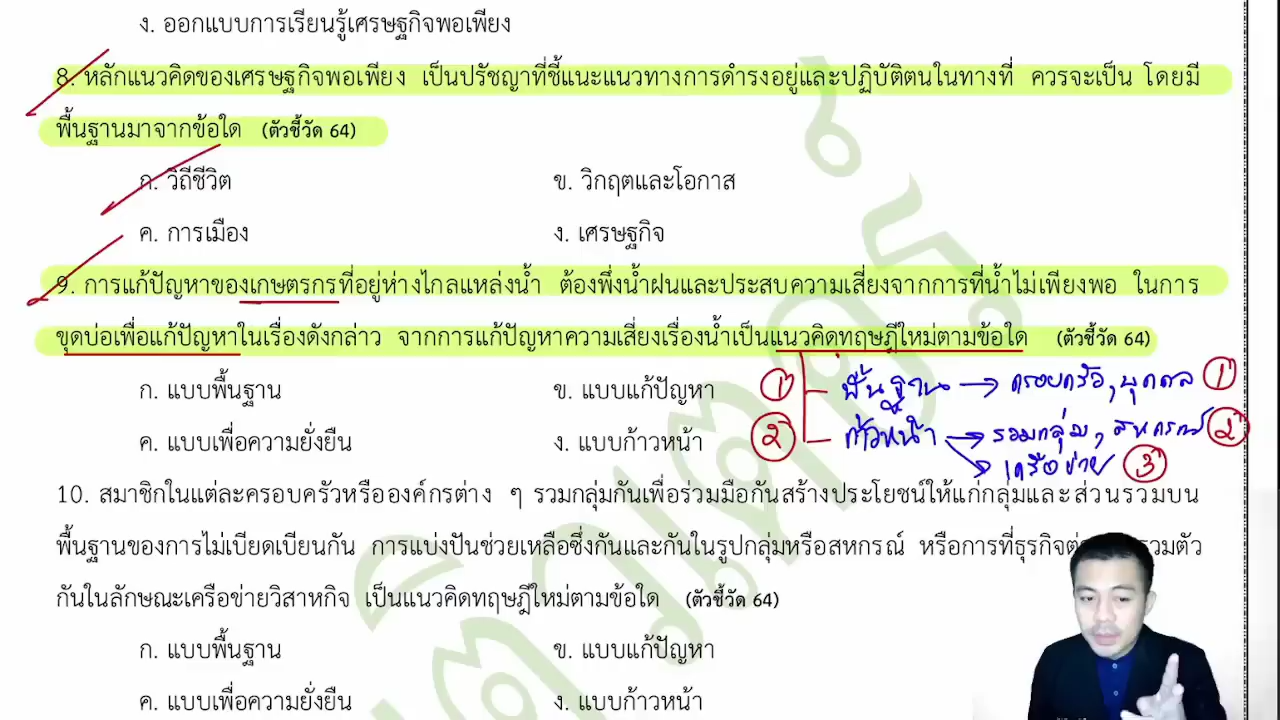 ง. ออกแบบการเรียนรู้เศรษฐกิจพอเพียง
8. หลักแนวคิดของเศรษฐกิจพอเพียง เป็นปรัชญาที่ชี้แนะแนวทางการดำรงอยู่และปฏิบัติตนในทางที่ ควรจะเป็น โดยมี
พื้นฐานมาจากข้อใด (ตัวชี้วัด 64)
ก. วิถีชีวิต ข. วิกฤตและโอกาส
ค. การเมือง ง. เศรษฐกิจ
9. การแก้ปัญหาของเกษตรกรที่อยู่ห่างไกลแหล่งน้ำ ต้องพึ่งน้ำฝนและประสบความเสี่ยงจากการที่น้ำไม่เพียงพอ ในการ
ขุดบ่อเพื่อแก้ปัญหาในเรื่องดังกล่าว จากการแก้ปัญหาความเสี่ยงเรื่องน้ำเป็นแนวคิดทฤษฎีใหม่ตามข้อใด (ตัวชี้วัด 64)
ก. แบบพื้นฐาน ข. แบบแก้ปัญหา
① พื้นฐาน → ครอบครัว, บุคคล ①
ค. แบบเพื่อความยั่งยืน ง. แบบก้าวหน้า
② ก้าวหน้า → รวมกลุ่ม, สหกรณ์ ②
เครือข่าย ③
10. สมาชิกในแต่ละครอบครัวหรือองค์กรต่าง ๆ รวมกลุ่มกันเพื่อร่วมมือกันสร้างประโยชน์ให้แก่กลุ่มและส่วนรวมบน
พื้นฐานของการไม่เบียดเบียนกัน การแบ่งปันช่วยเหลือซึ่งกันและกันในรูปกลุ่มหรือสหกรณ์ หรือการที่ธุรกิจต่ รวมตัว
กันในลักษณะเครือข่ายวิสาหกิจ เป็นแนวคิดทฤษฎีใหม่ตามข้อใด (ตัวชี้วัด 64)
ก. แบบพื้นฐาน ข. แบบแก้ปัญหา
ค. แบบเพื่อความยั่งยืน ง. แบบก้าวหน้า